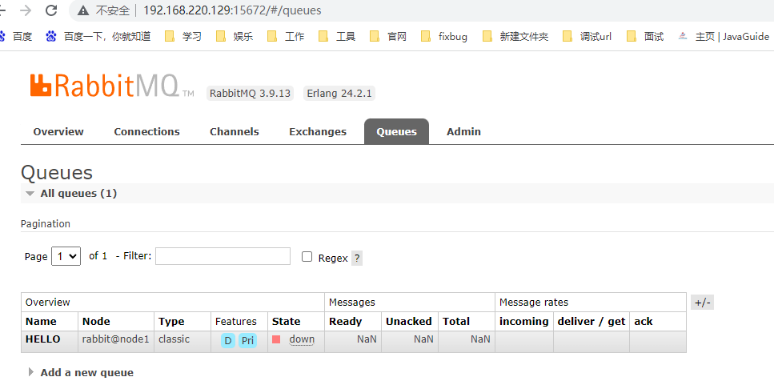 不安全 | 192.168.220.129:15672/#/queues
百度 百度一下，你就知道 学习 娱乐 工作 工具 官网 fixbug 新建文件夹 调试url 面试 主页 | JavaGuide
RabbitMQ TM RabbitMQ 3.9.13 Erlang 24.2.1
Overview Connections Channels Exchanges Queues Admin
Queues
All queues (1)
Pagination
Page 1 of 1 - Filter: Regex ?
Overview Messages Message rates +/-
Name Node Type Features State Ready Unacked Total incoming deliver / get ack
HELLO rabbit@node1 classic D Pri down NaN NaN NaN
Add a new queue